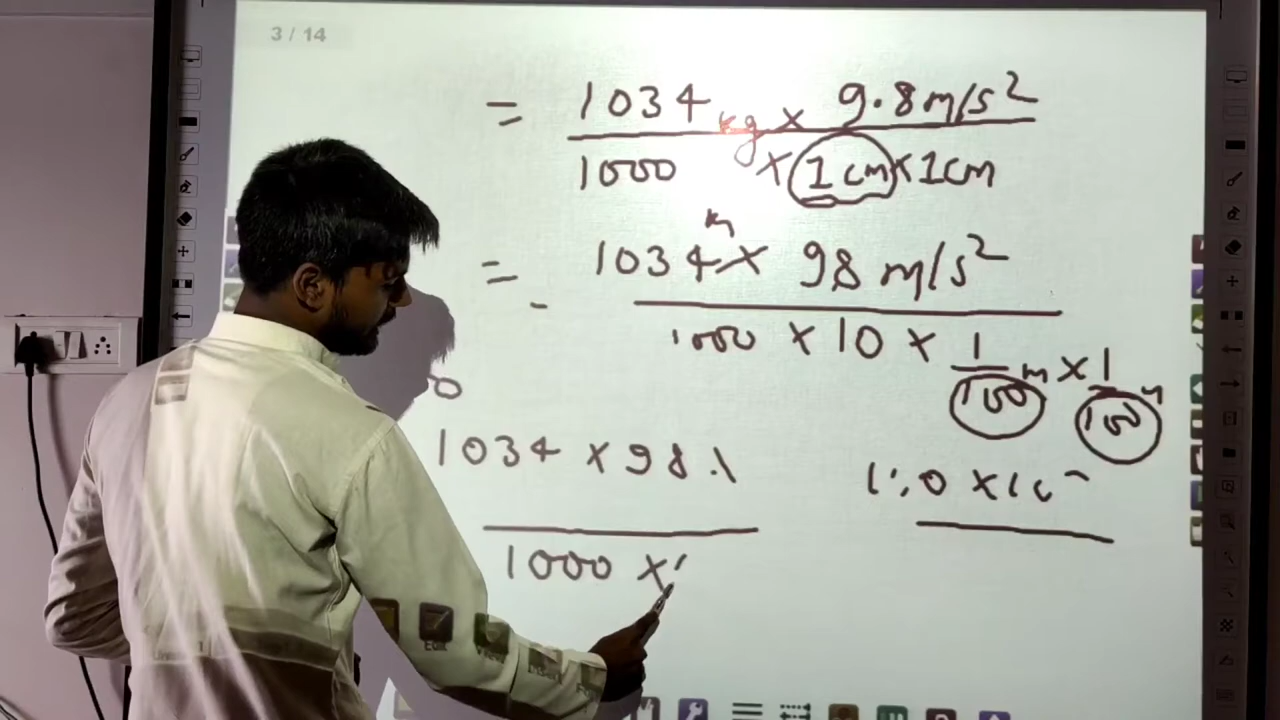 3 / 14
= 1034 kg × 9.8 m/s²
1000 × 1 cm × 1 cm
= 1034 × 98 m/s²
1000 × 10 × 1 m × 1
100 100
1034 × 98
1000 ×